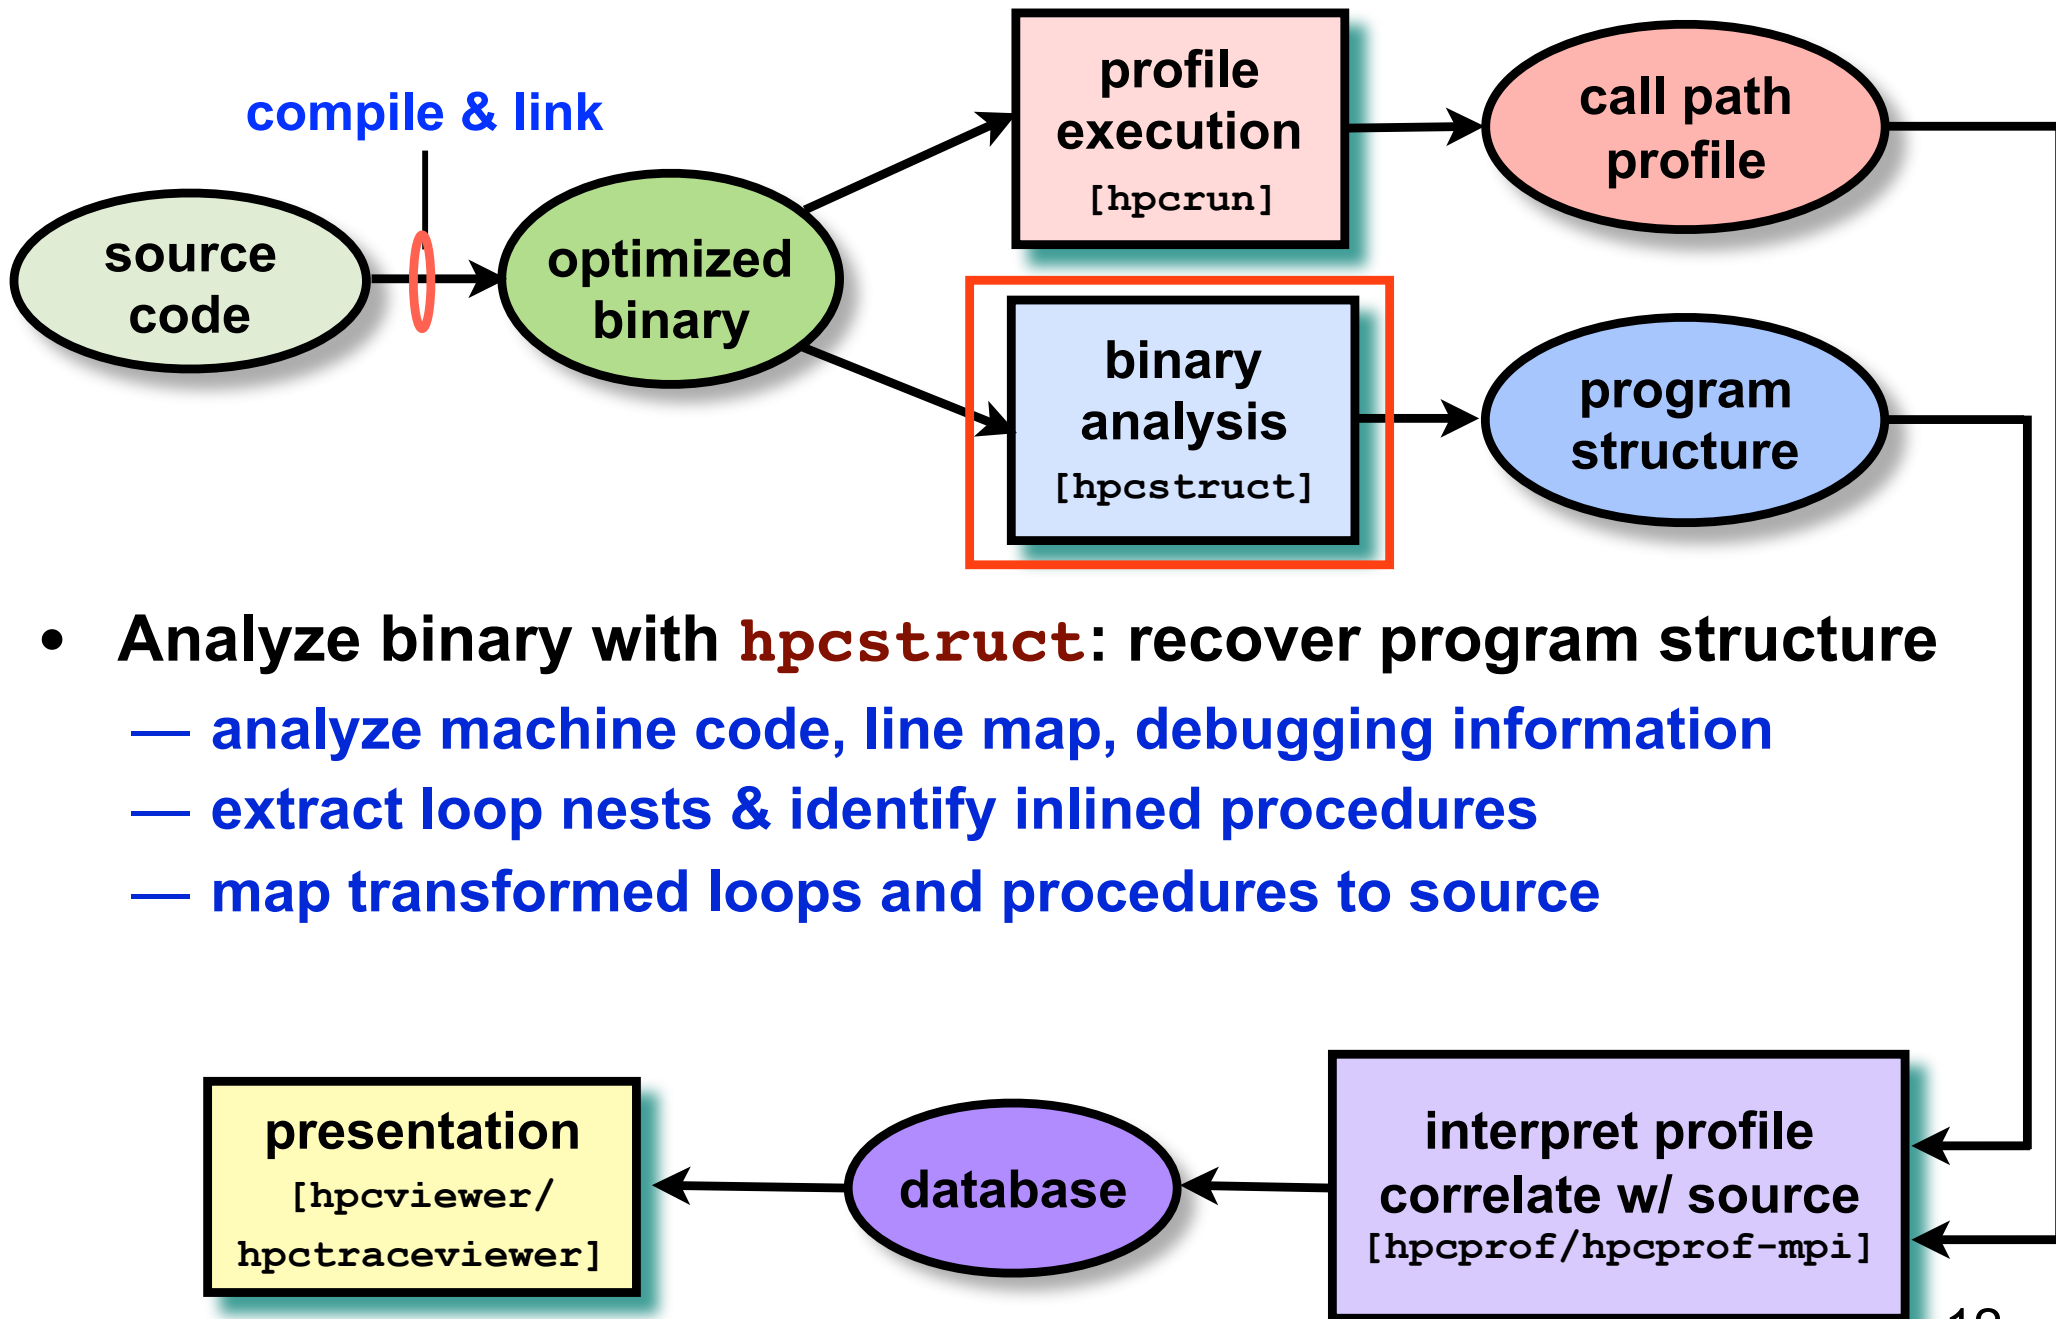 compile & link
source
code
optimized
binary
profile
execution
[hpcrun]
call path
profile
binary
analysis
[hpcstruct]
program
structure
• Analyze binary with hpcstruct: recover program structure
— analyze machine code, line map, debugging information
— extract loop nests & identify inlined procedures
— map transformed loops and procedures to source
presentation
[hpcviewer/
hpctraceviewer]
database
interpret profile
correlate w/ source
[hpcprof/hpcprof-mpi]